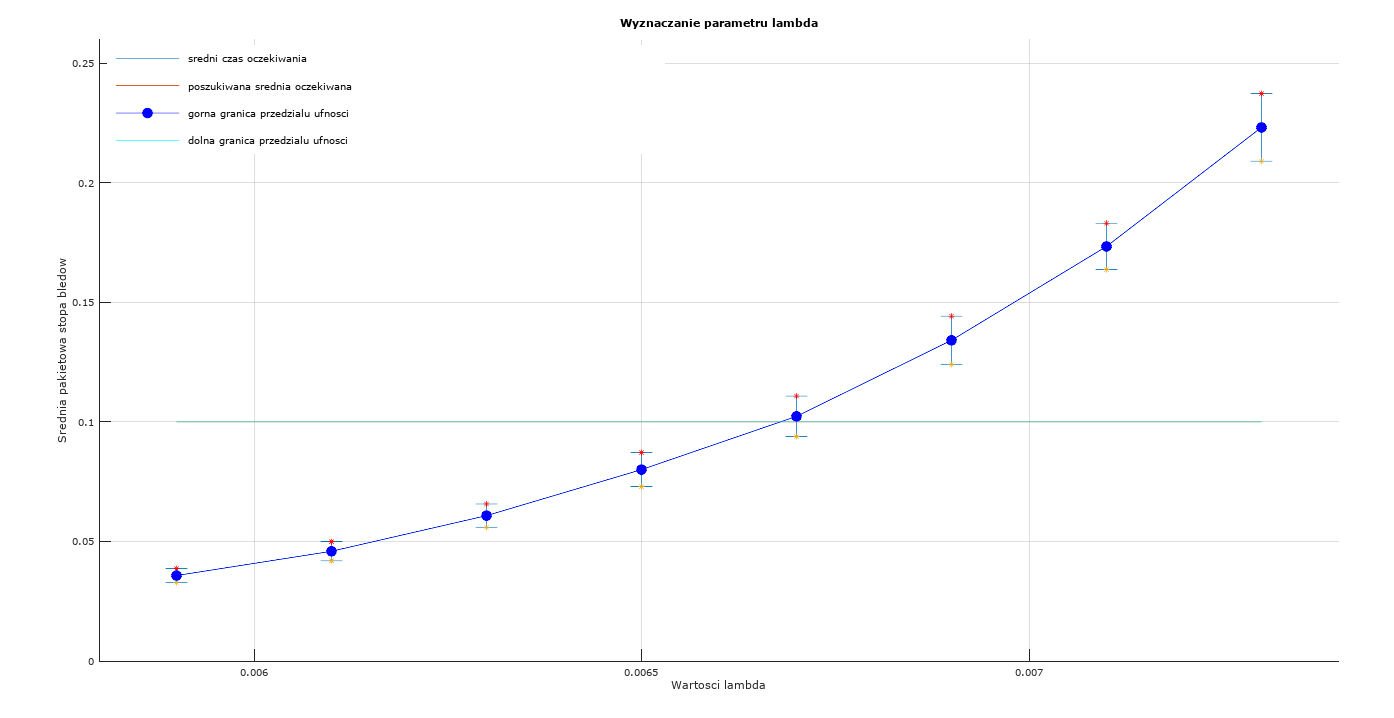 Wyznaczanie parametru lambda
sredni czas oczekiwania
poszukiwana srednia oczekiwana
gorna granica przedzialu ufnosci
dolna granica przedzialu ufnosci
Srednia pakietowa stopa bledow
0.25
0.2
0.15
0.1
0.05
0
0.006
0.0065
0.007
Wartosci lambda